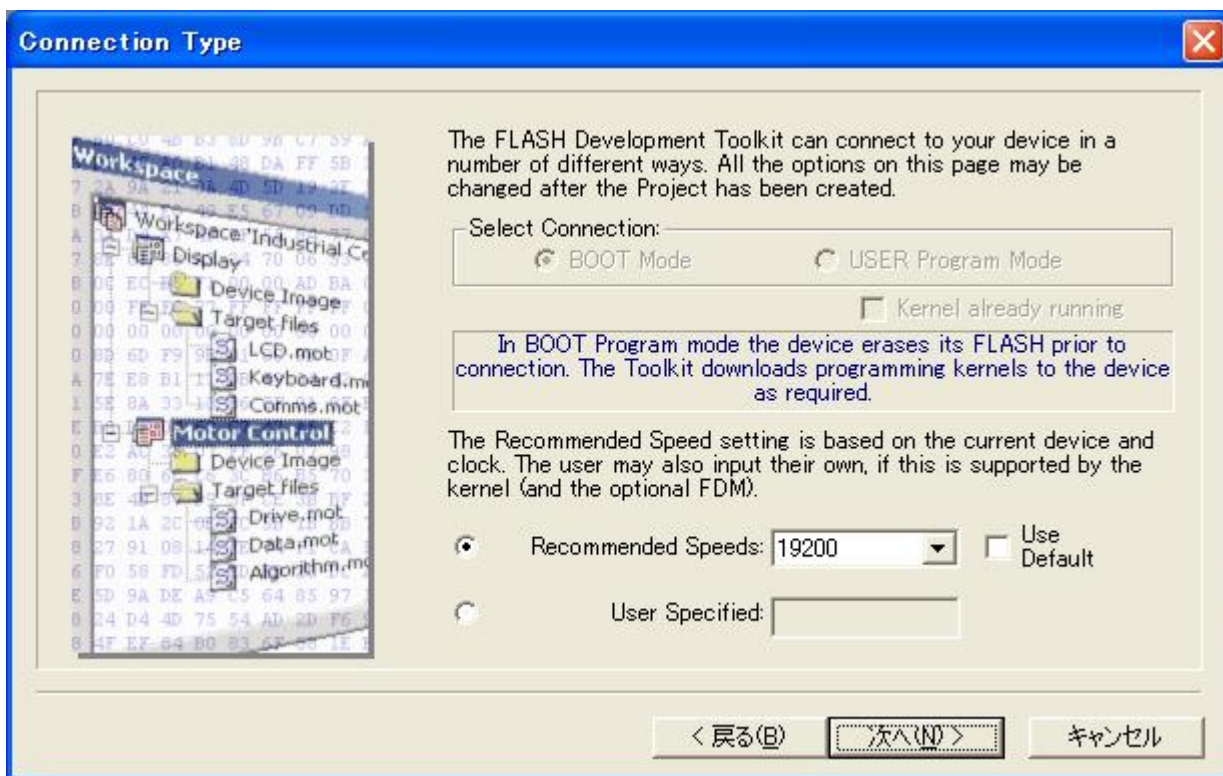 Connection Type
Workspace
Workspace 'Industrial Co
Display
Device Image
Target files
LCD.mot
Keyboard.m
Comms.mot
Motor Control
Device Image
Target files
Drive.mot
Data.mot
Algorithm.mo
The FLASH Development Toolkit can connect to your device in a
number of different ways. All the options on this page may be
changed after the Project has been created.
Select Connection:
BOOT Mode
USER Program Mode
Kernel already running
In BOOT Program mode the device erases its FLASH prior to
connection. The Toolkit downloads programming kernels to the device
as required.
The Recommended Speed setting is based on the current device and
clock. The user may also input their own, if this is supported by the
kernel (and the optional FDM).
Recommended Speeds: 19200
Use
Default
User Specified:
< 戻る(B)
次へ(N) >
キャンセル